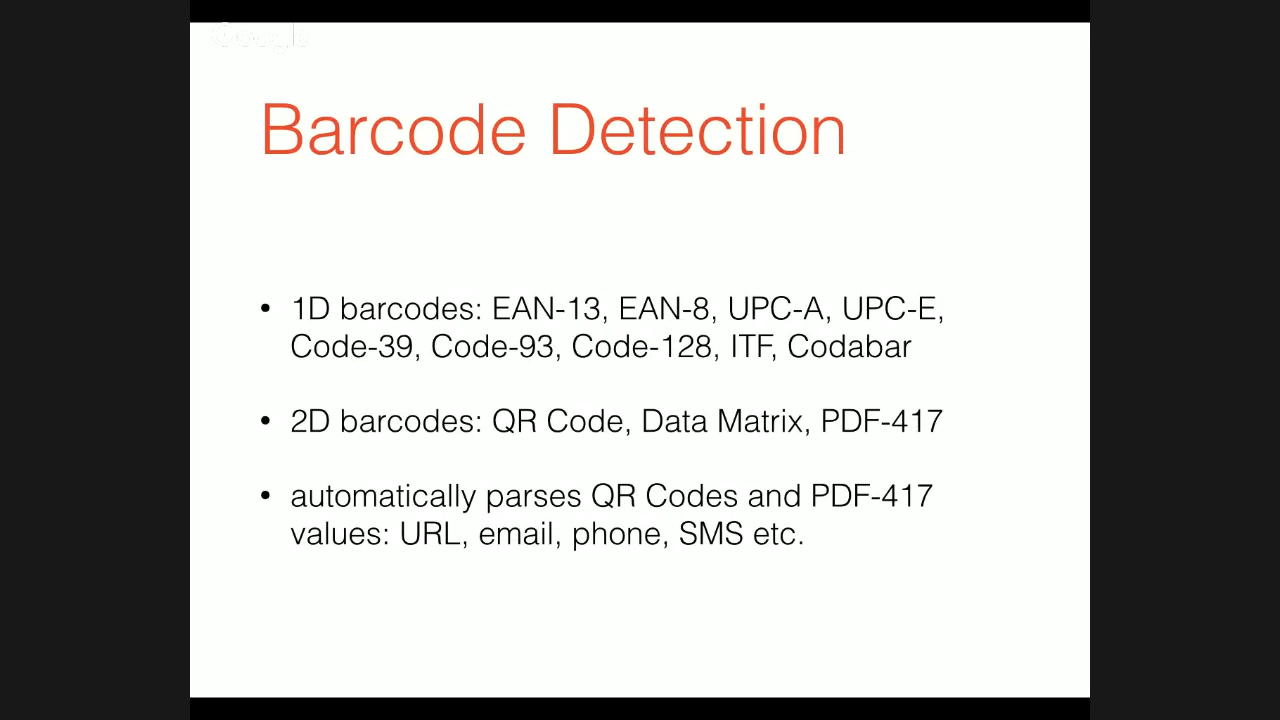 Google
Barcode Detection
• 1D barcodes: EAN-13, EAN-8, UPC-A, UPC-E,
Code-39, Code-93, Code-128, ITF, Codabar
• 2D barcodes: QR Code, Data Matrix, PDF-417
• automatically parses QR Codes and PDF-417
values: URL, email, phone, SMS etc.